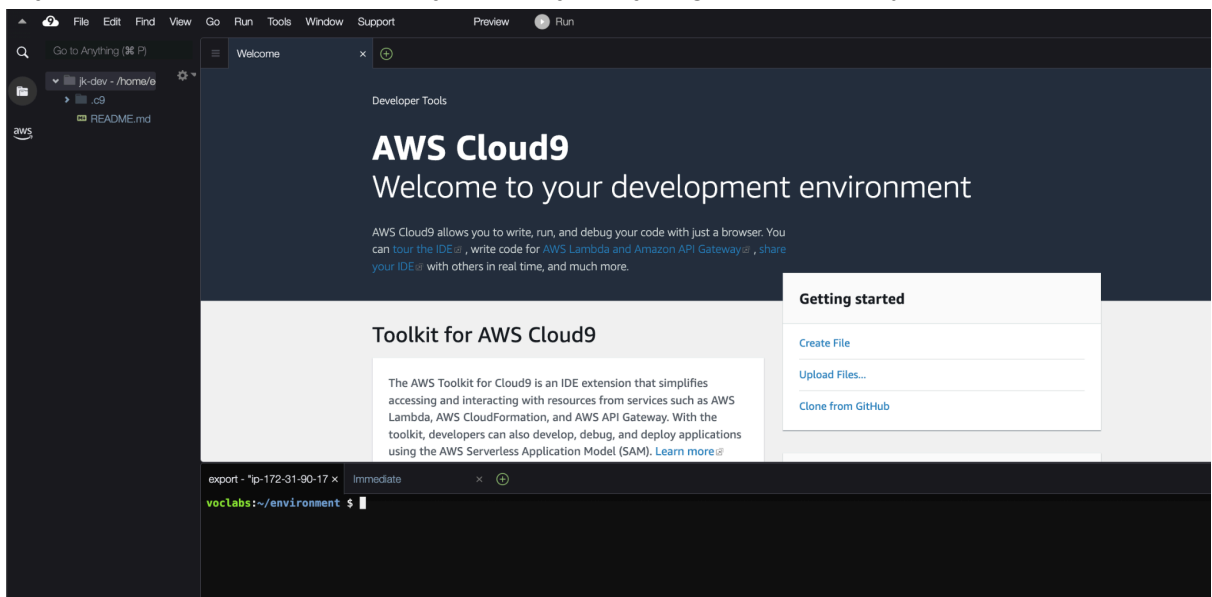 File Edit Find View Go Run Tools Window Support Preview Run
Go to Anything (⌘ P)
Welcome
jk-dev - /home/e
.c9
README.md
aws
Developer Tools
AWS Cloud9
Welcome to your development environment
AWS Cloud9 allows you to write, run, and debug your code with just a browser. You
can tour the IDE , write code for AWS Lambda and Amazon API Gateway , share
your IDE with others in real time, and much more.
Getting started
Create File
Upload Files...
Clone from GitHub
Toolkit for AWS Cloud9
The AWS Toolkit for Cloud9 is an IDE extension that simplifies
accessing and interacting with resources from services such as AWS
Lambda, AWS CloudFormation, and AWS API Gateway. With the
toolkit, developers can also develop, debug, and deploy applications
using the AWS Serverless Application Model (SAM). Learn more
export - "ip-172-31-90-17 Immediate
voclabs:~/environment $